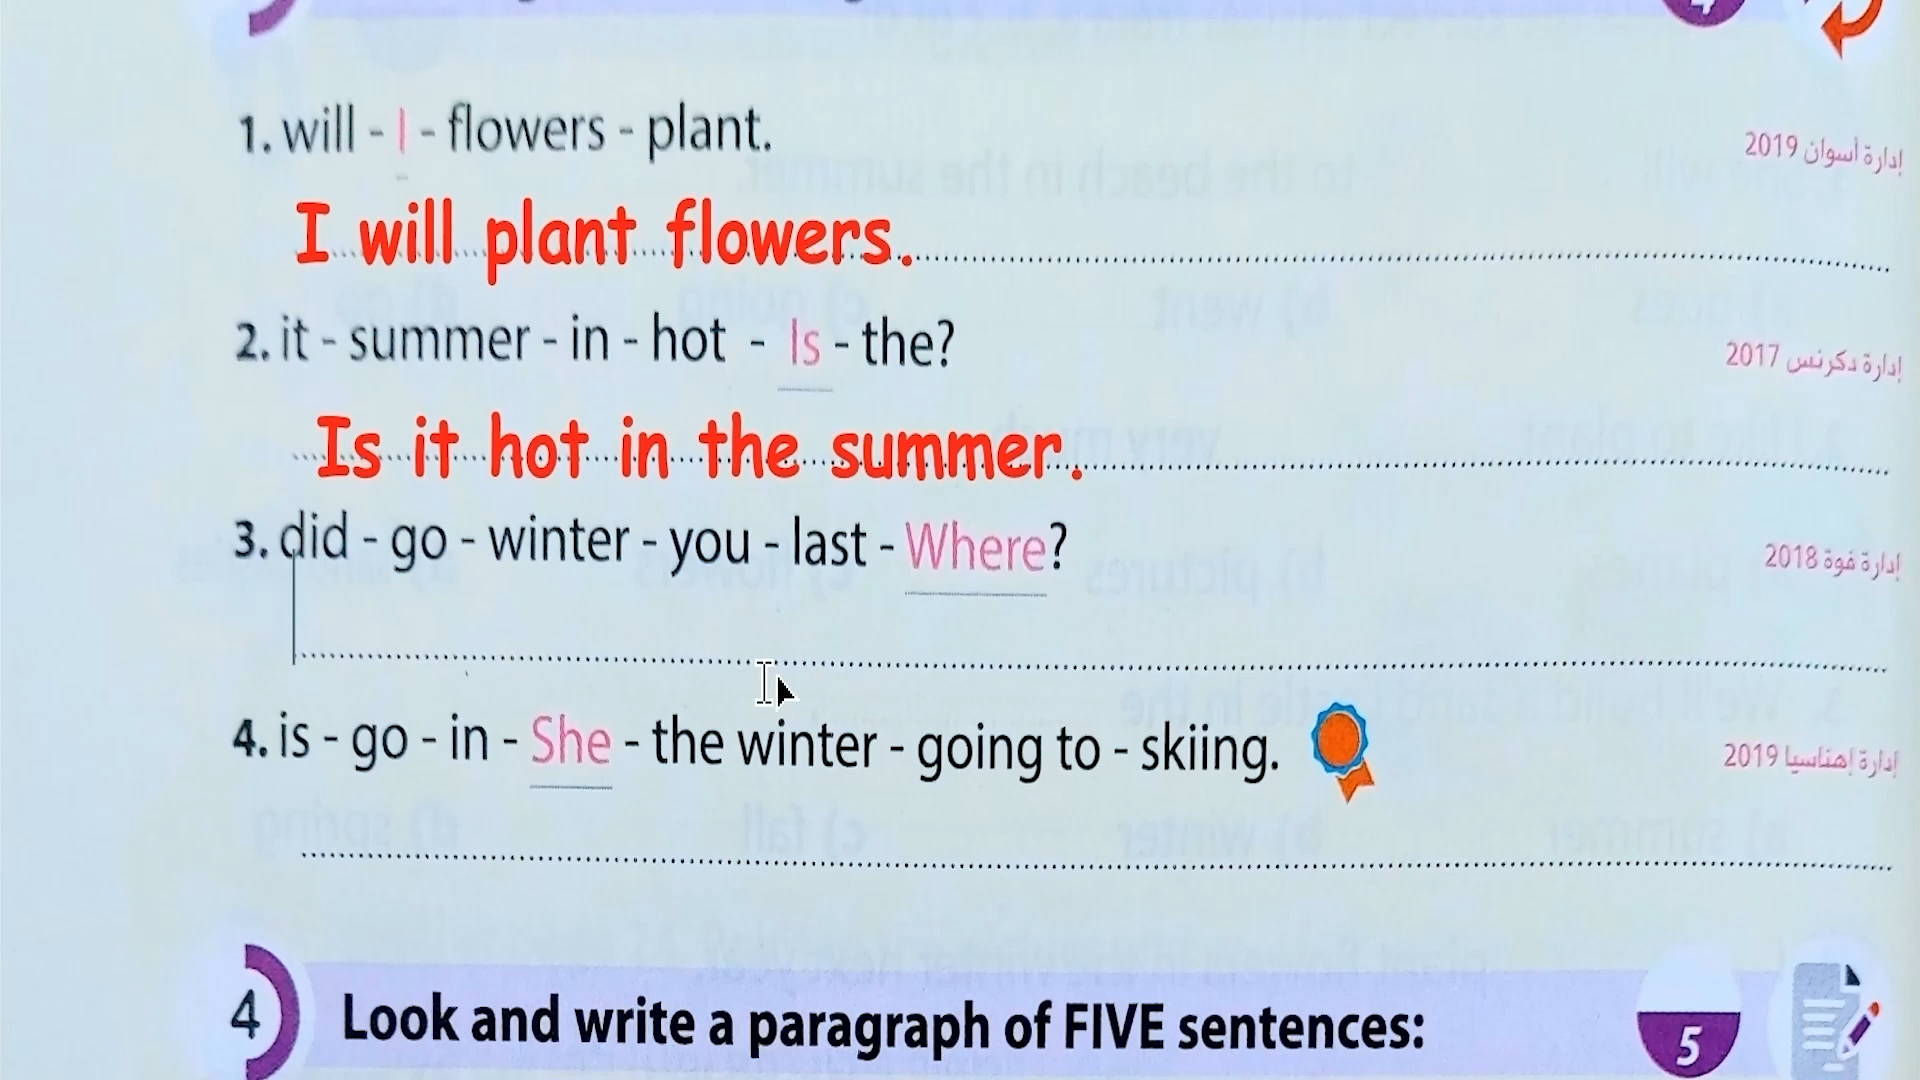 4
1. will - I - flowers - plant.
إدارة أسوان 2019
I will plant flowers.
2. it - summer - in - hot - Is - the?
إدارة دكرنس 2017
Is it hot in the summer.
3. did - go - winter - you - last - Where?
إدارة فوة 2018
4. is - go - in - She - the winter - going to - skiing.
إدارة إهناسيا 2019
4 Look and write a paragraph of FIVE sentences:
5